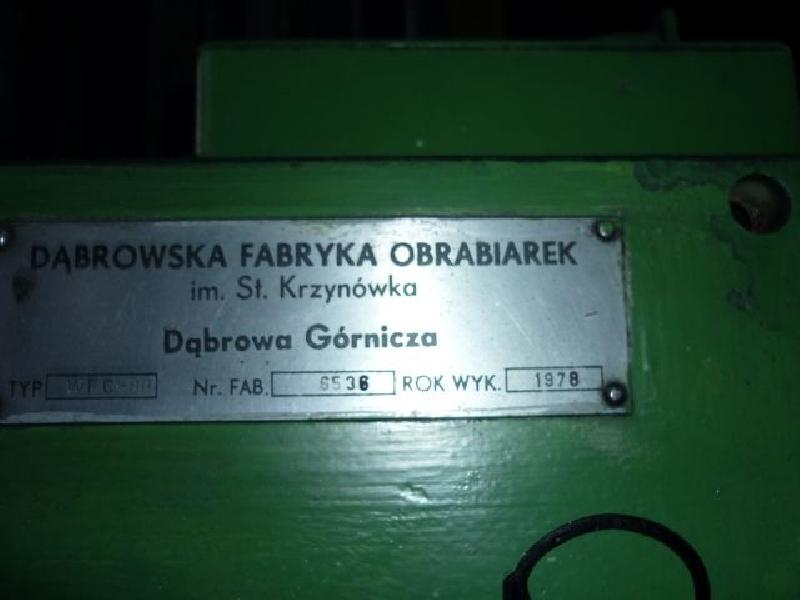 DĄBROWSKA FABRYKA OBRABIAREK
im. St. Krzynówka
Dąbrowa Górnicza
TYP Nr. FAB. 6536 ROK WYK. 1978